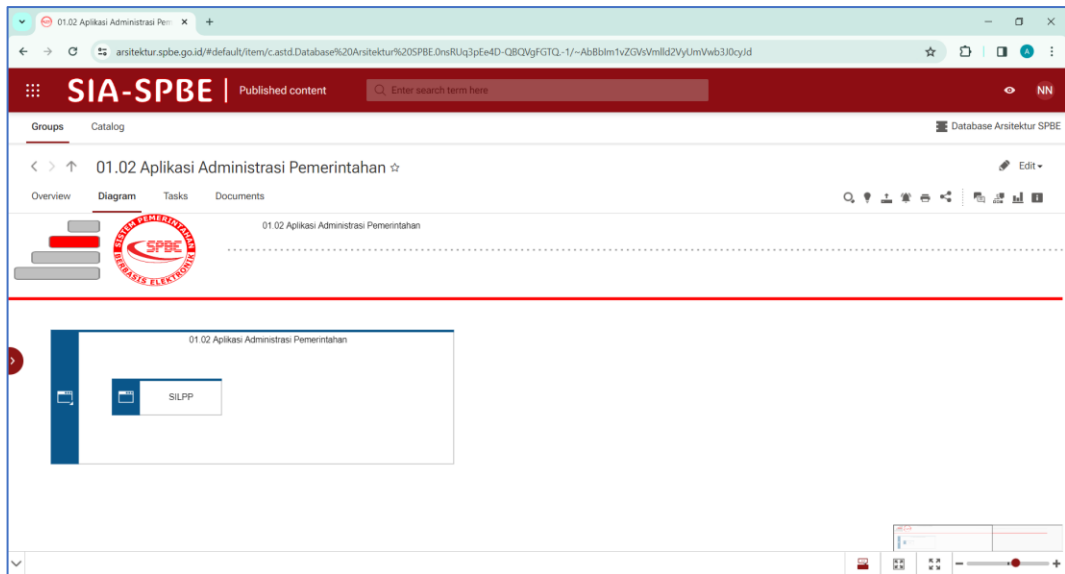 01.02 Aplikasi Administrasi Pem
arsitektur.spbe.go.id/#default/item/c.astd.Database%20Arsitektur%20SPBE.0nsRUq3pEe4D-QBQVgFGTQ.-1/~AbBbIm1vZGVsVmlld2VyUmVwb3J0cyJd
A
SIA-SPBE | Published content
Enter search term here
NN
Groups Catalog
Database Arsitektur SPBE
01.02 Aplikasi Administrasi Pemerintahan
Edit
Overview Diagram Tasks Documents
SISTEM PEMERINTAHAN
SPBE
BERBASIS ELEKTRONIK
01.02 Aplikasi Administrasi Pemerintahan
01.02 Aplikasi Administrasi Pemerintahan
SILPP